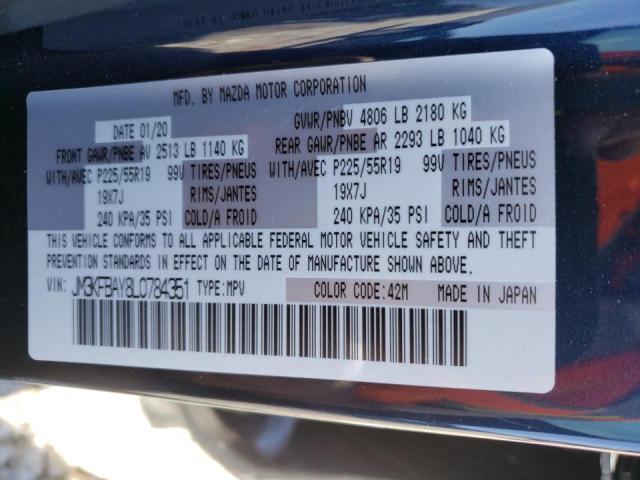 MFD. BY MAZDA MOTOR CORPORATION
DATE 01/20 GVWR/PNBV 4806 LB 2180 KG
FRONT GAWR/PNBE AV 2513 LB 1140 KG REAR GAWR/PNBE AR 2293 LB 1040 KG
WITH/AVEC P225/55R19 99V TIRES/PNEUS WITH/AVEC P225/55R19 99V TIRES/PNEUS
19X7J RIMS/JANTES 19X7J RIMS/JANTES
240 KPA/35 PSI COLD/A FROID 240 KPA/35 PSI COLD/A FROID
THIS VEHICLE CONFORMS TO ALL APPLICABLE FEDERAL MOTOR VEHICLE SAFETY AND THEFT
PREVENTION STANDARDS IN EFFECT ON THE DATE OF MANUFACTURE SHOWN ABOVE.
VIN: JM3KFBAY8L0784351 TYPE:MPV COLOR CODE:42M MADE IN JAPAN